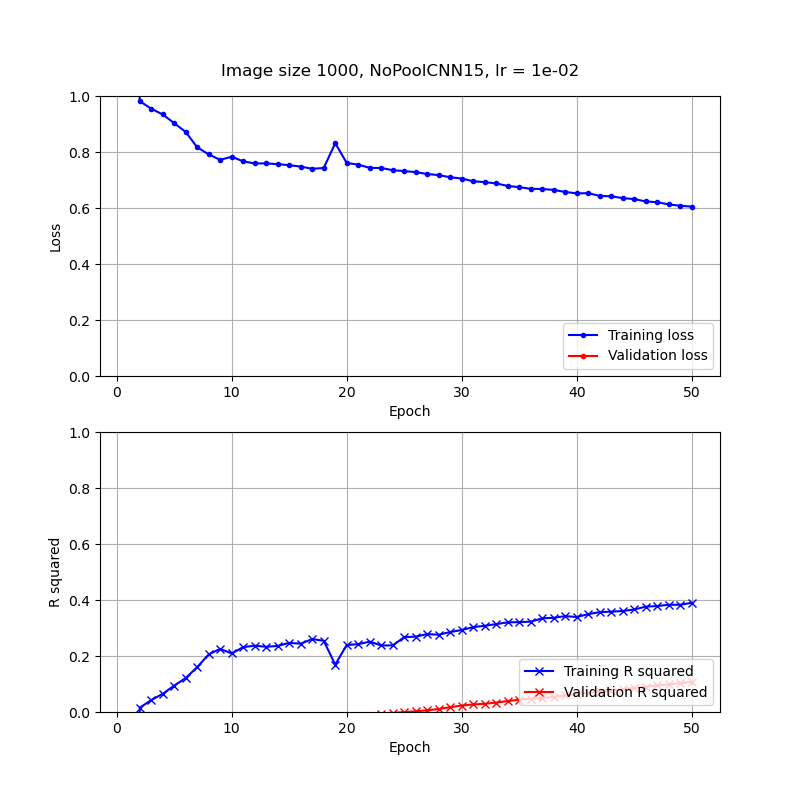 Image size 1000, NoPoolCNN15, lr = 1e-02
1.0
0.8
0.6
0.4
0.2
0.0
Loss
Training loss
Validation loss
0 10 20 30 40 50
Epoch
1.0
0.8
0.6
0.4
0.2
0.0
R squared
Training R squared
Validation R squared
0 10 20 30 40 50
Epoch